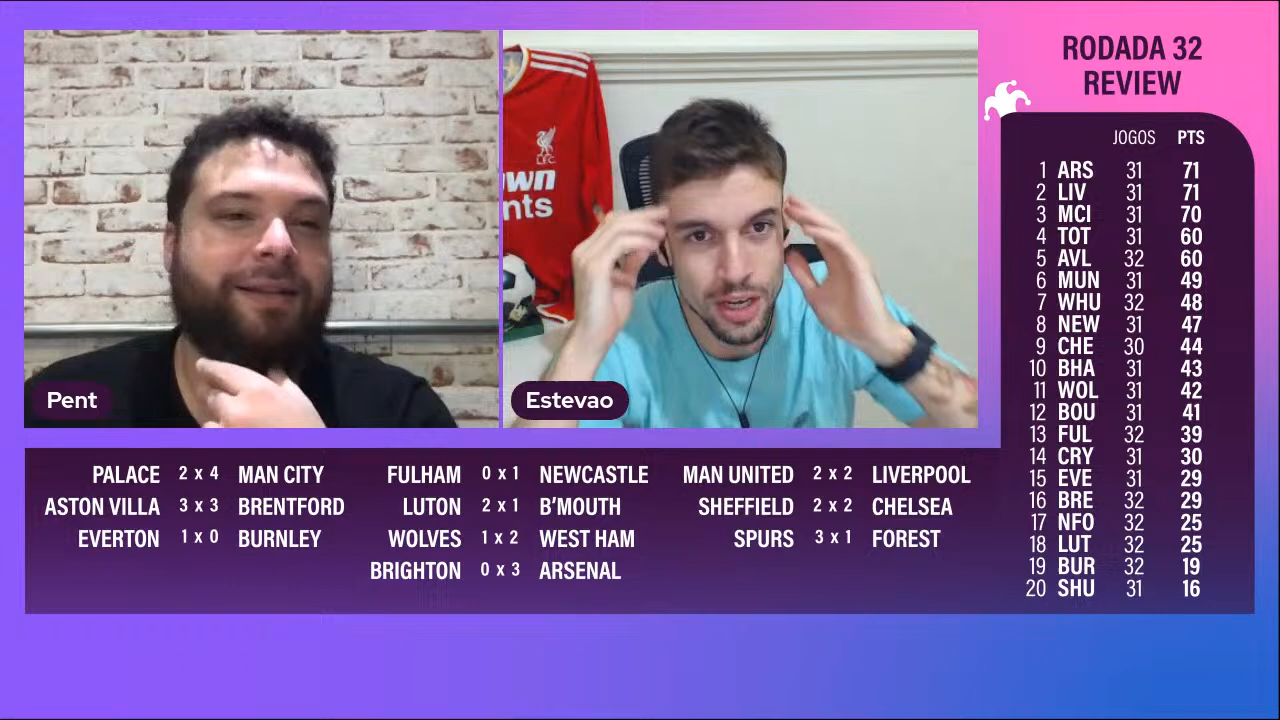 RODADA 32
REVIEW
JOGOS PTS
1 ARS 31 71
2 LIV 31 71
3 MCI 31 70
4 TOT 31 60
5 AVL 32 60
6 MUN 31 49
7 WHU 32 48
8 NEW 31 47
9 CHE 30 44
10 BHA 31 43
11 WOL 31 42
12 BOU 31 41
13 FUL 32 39
14 CRY 31 30
15 EVE 31 29
16 BRE 32 29
17 NFO 32 25
18 LUT 32 25
19 BUR 32 19
20 SHU 31 16
L.F.C.
wn
nts
Pent
Estevao
PALACE 2 x 4 MAN CITY
ASTON VILLA 3 x 3 BRENTFORD
EVERTON 1 x 0 BURNLEY
FULHAM 0 x 1 NEWCASTLE
LUTON 2 x 1 B'MOUTH
WOLVES 1 x 2 WEST HAM
BRIGHTON 0 x 3 ARSENAL
MAN UNITED 2 x 2 LIVERPOOL
SHEFFIELD 2 x 2 CHELSEA
SPURS 3 x 1 FOREST